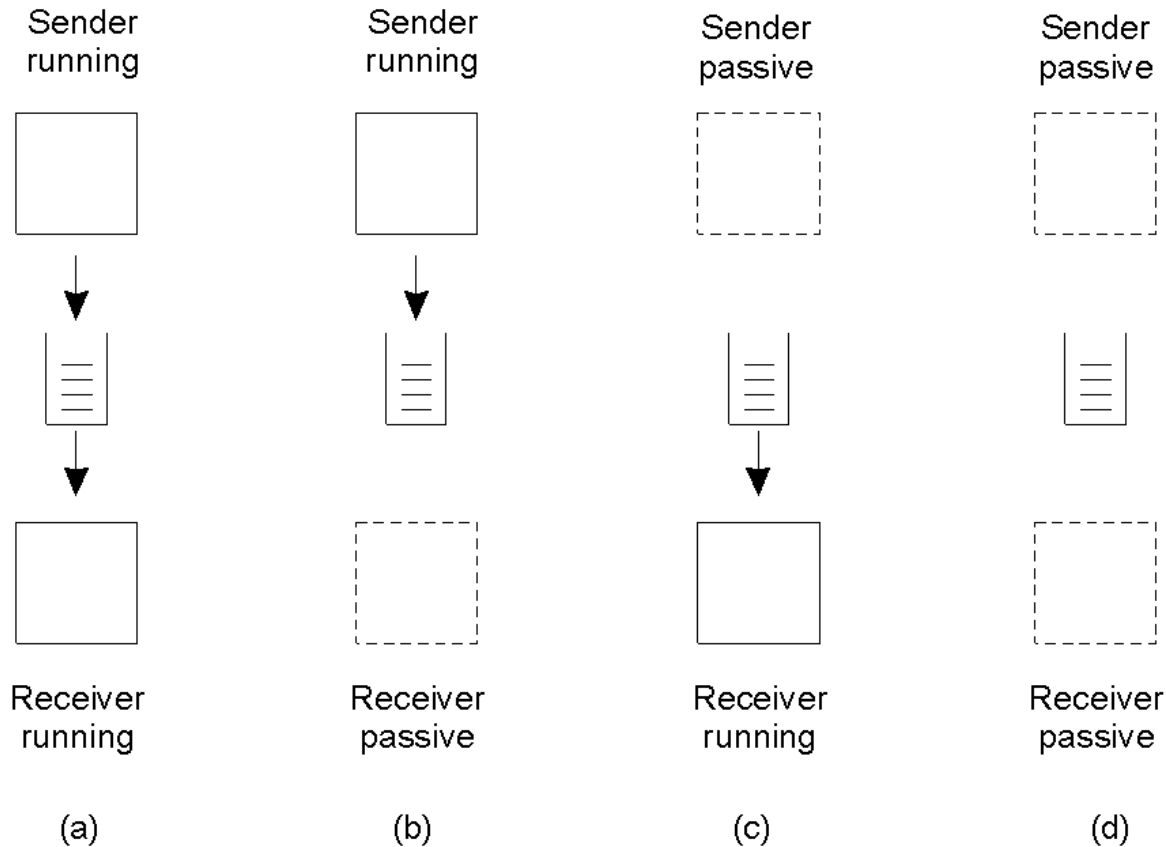 Sender
running
Sender
running
Sender
passive
Sender
passive
Receiver
running
Receiver
passive
Receiver
running
Receiver
passive
(a)
(b)
(c)
(d)